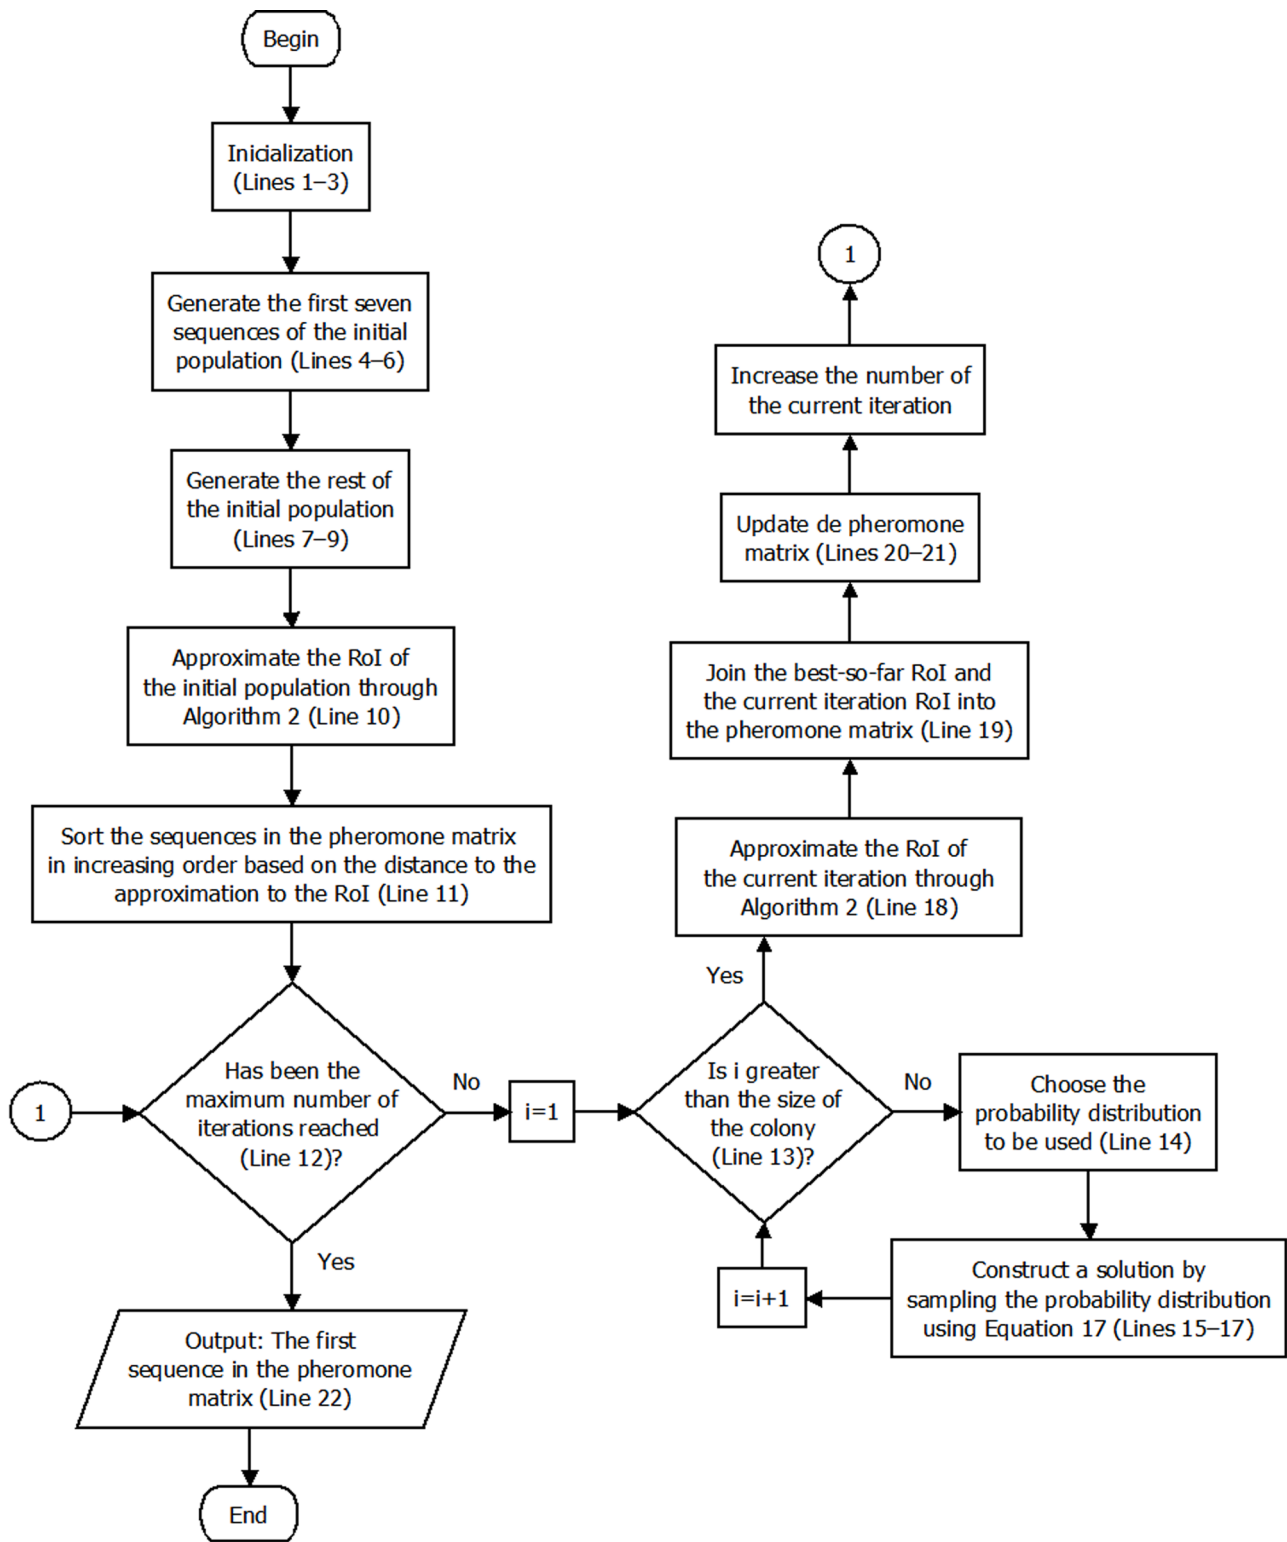 Begin
Inicialization
(Lines 1–3)
Generate the first seven
sequences of the initial
population (Lines 4–6)
Generate the rest of
the initial population
(Lines 7–9)
Approximate the RoI of
the initial population through
Algorithm 2 (Line 10)
Sort the sequences in the pheromone matrix
in increasing order based on the distance to the
approximation to the RoI (Line 11)
1
Has been the
maximum number of
iterations reached
(Line 12)?
Yes
Output: The first
sequence in the pheromone
matrix (Line 22)
End
No
i=1
Is i greater
than the size of
the colony
(Line 13)?
No
Choose the
probability distribution
to be used (Line 14)
Construct a solution by
sampling the probability distribution
using Equation 17 (Lines 15–17)
i=i+1
Yes
Approximate the RoI of
the current iteration through
Algorithm 2 (Line 18)
Join the best-so-far RoI and
the current iteration RoI into
the pheromone matrix (Line 19)
Update de pheromone
matrix (Lines 20–21)
Increase the number of
the current iteration
1